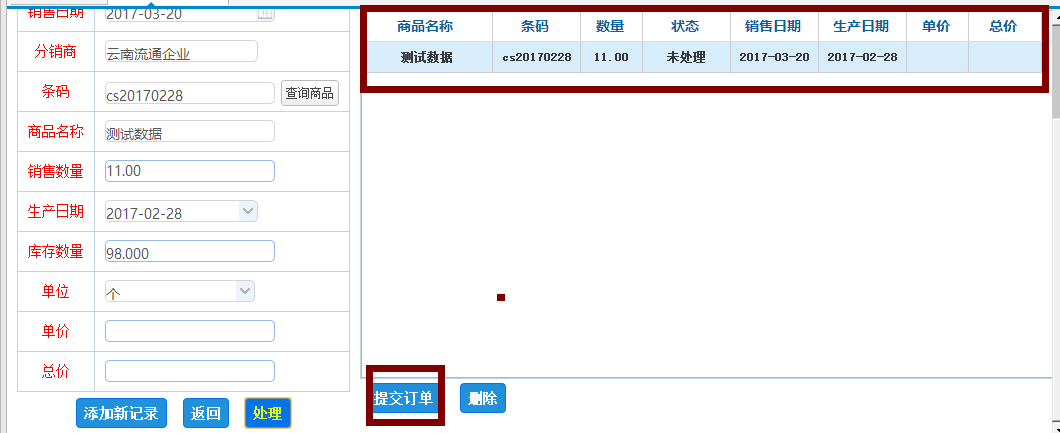 销售日期 2017-03-20
分销商 云南流通企业
条码 cs20170228 查询商品
商品名称 测试数据
销售数量 11.00
生产日期 2017-02-28
库存数量 98.000
单位 个
单价
总价
添加新记录 返回 处理
商品名称 条码 数量 状态 销售日期 生产日期 单价 总价
测试数据 cs20170228 11.00 未处理 2017-03-20 2017-02-28
提交订单 删除